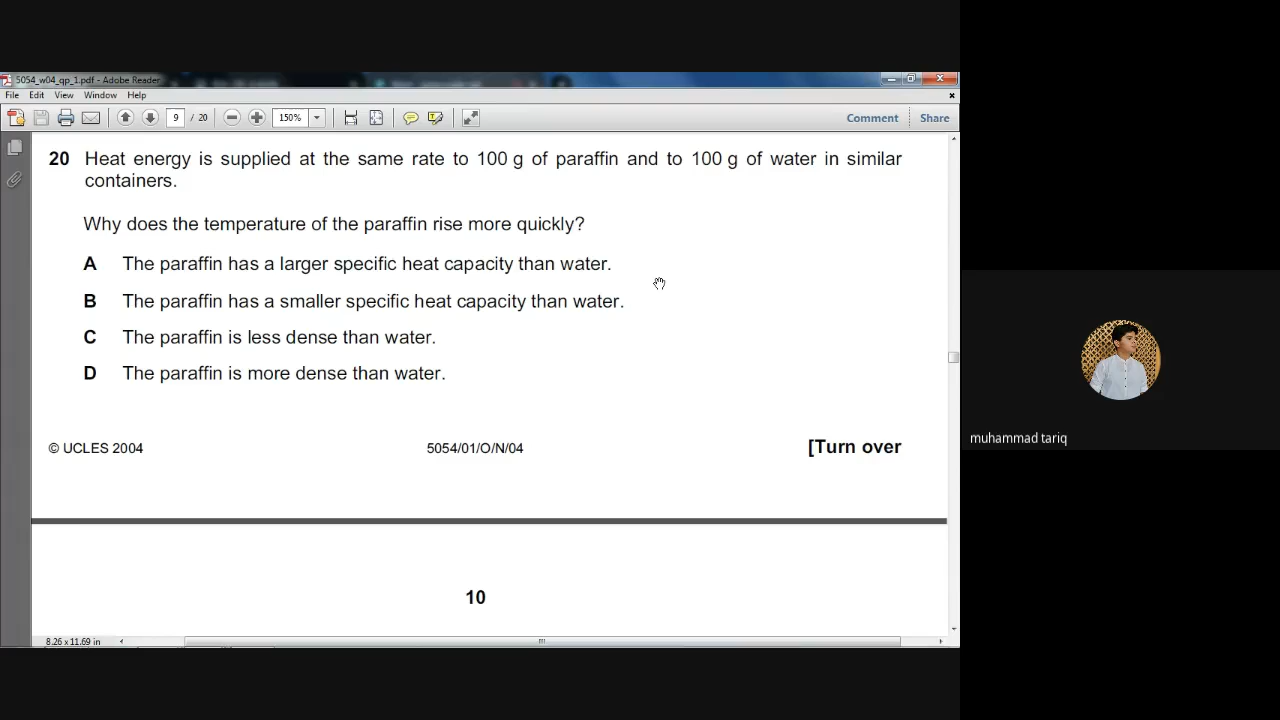 5054_w04_qp_1.pdf - Adobe Reader
File Edit View Window Help
9 / 20 150% Comment Share
20 Heat energy is supplied at the same rate to 100 g of paraffin and to 100 g of water in similar
containers.
Why does the temperature of the paraffin rise more quickly?
A The paraffin has a larger specific heat capacity than water.
B The paraffin has a smaller specific heat capacity than water.
C The paraffin is less dense than water.
D The paraffin is more dense than water.
muhammad tariq
© UCLES 2004 5054/01/O/N/04 [Turn over
10
8.26 x 11.69 in